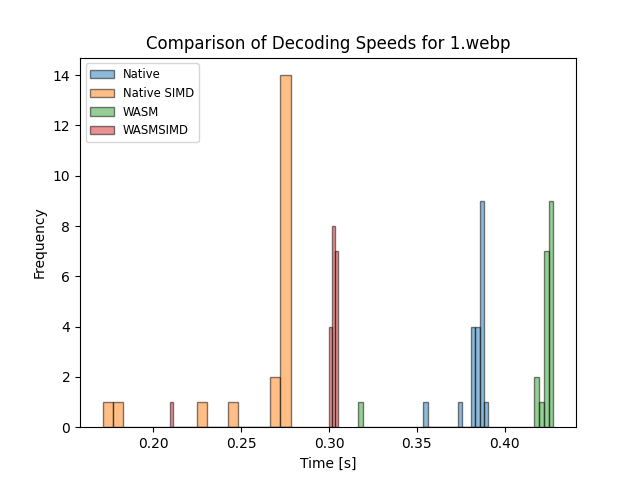 Comparison of Decoding Speeds for 1.webp
Native
Native SIMD
WASM
WASMSIMD
14
12
10
8
6
4
2
0
Frequency
0.20 0.25 0.30 0.35 0.40
Time [s]